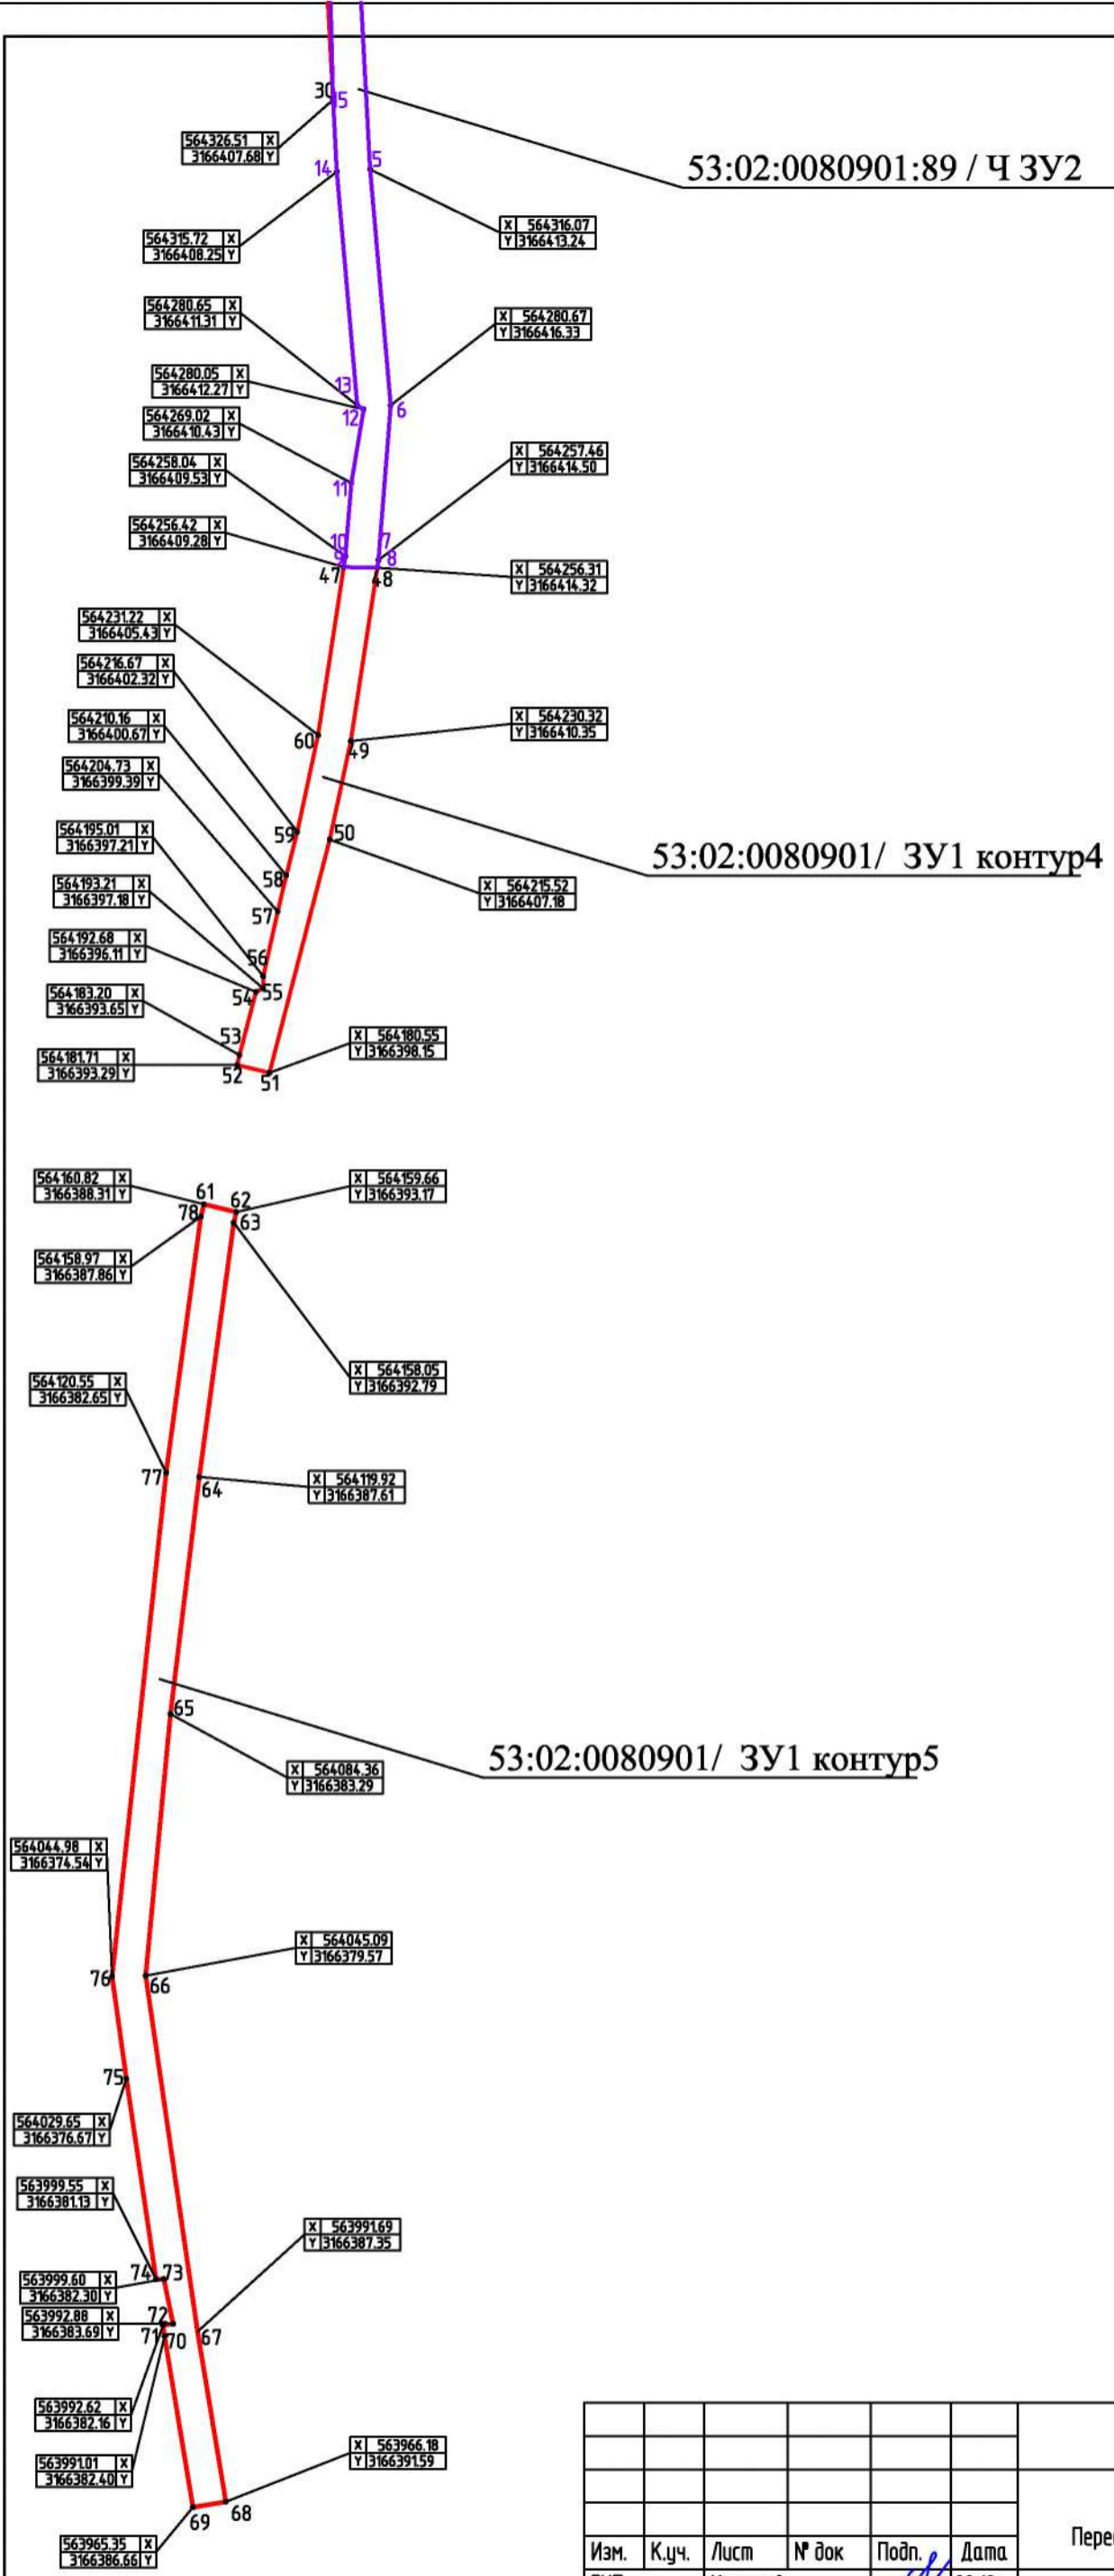 30
15
564326.51 X
3166407.68 Y
14
5
53:02:0080901:89 / Ч ЗУ2
X 564316.07
Y 3166413.24
564315.72 X
3166408.25 Y
564280.65 X
3166411.31 Y
X 564280.67
Y 3166416.33
564280.05 X
3166412.27 Y
13
12
6
564269.02 X
3166410.43 Y
564258.04 X
3166409.53 Y
X 564257.46
Y 3166414.50
11
564256.42 X
3166409.28 Y
10
9
7
8
47
48
X 564256.31
Y 3166414.32
564231.22 X
3166405.43 Y
564216.67 X
3166402.32 Y
564210.16 X
3166400.67 Y
X 564230.32
Y 3166410.35
60
49
564204.73 X
3166399.39 Y
564195.01 X
3166397.21 Y
59
50
53:02:0080901/ ЗУ1 контур4
564193.21 X
3166397.18 Y
58
X 564215.52
Y 3166407.18
57
564192.68 X
3166396.11 Y
56
54
55
564183.20 X
3166393.65 Y
53
X 564180.55
Y 3166398.15
564181.71 X
3166393.29 Y
52
51
564160.82 X
3166388.31 Y
X 564159.66
Y 3166393.17
61
62
78
63
564158.97 X
3166387.86 Y
X 564158.05
Y 3166392.79
564120.55 X
3166382.65 Y
77
64
X 564119.92
Y 3166387.61
65
53:02:0080901/ ЗУ1 контур5
X 564084.36
Y 3166383.29
564044.98 X
3166374.54 Y
X 564045.09
Y 3166379.57
76
66
75
564029.65 X
3166376.67 Y
563999.55 X
3166381.13 Y
X 563991.69
Y 3166387.35
74
73
563999.60 X
3166382.30 Y
563992.88 X
3166383.69 Y
72
71
70
67
563992.62 X
3166382.16 Y
563991.01 X
3166382.40 Y
X 563966.18
Y 3166391.59
69
68
563965.35 X
3166386.66 Y
Изм. К.уч. Лист № док Подп. Дата